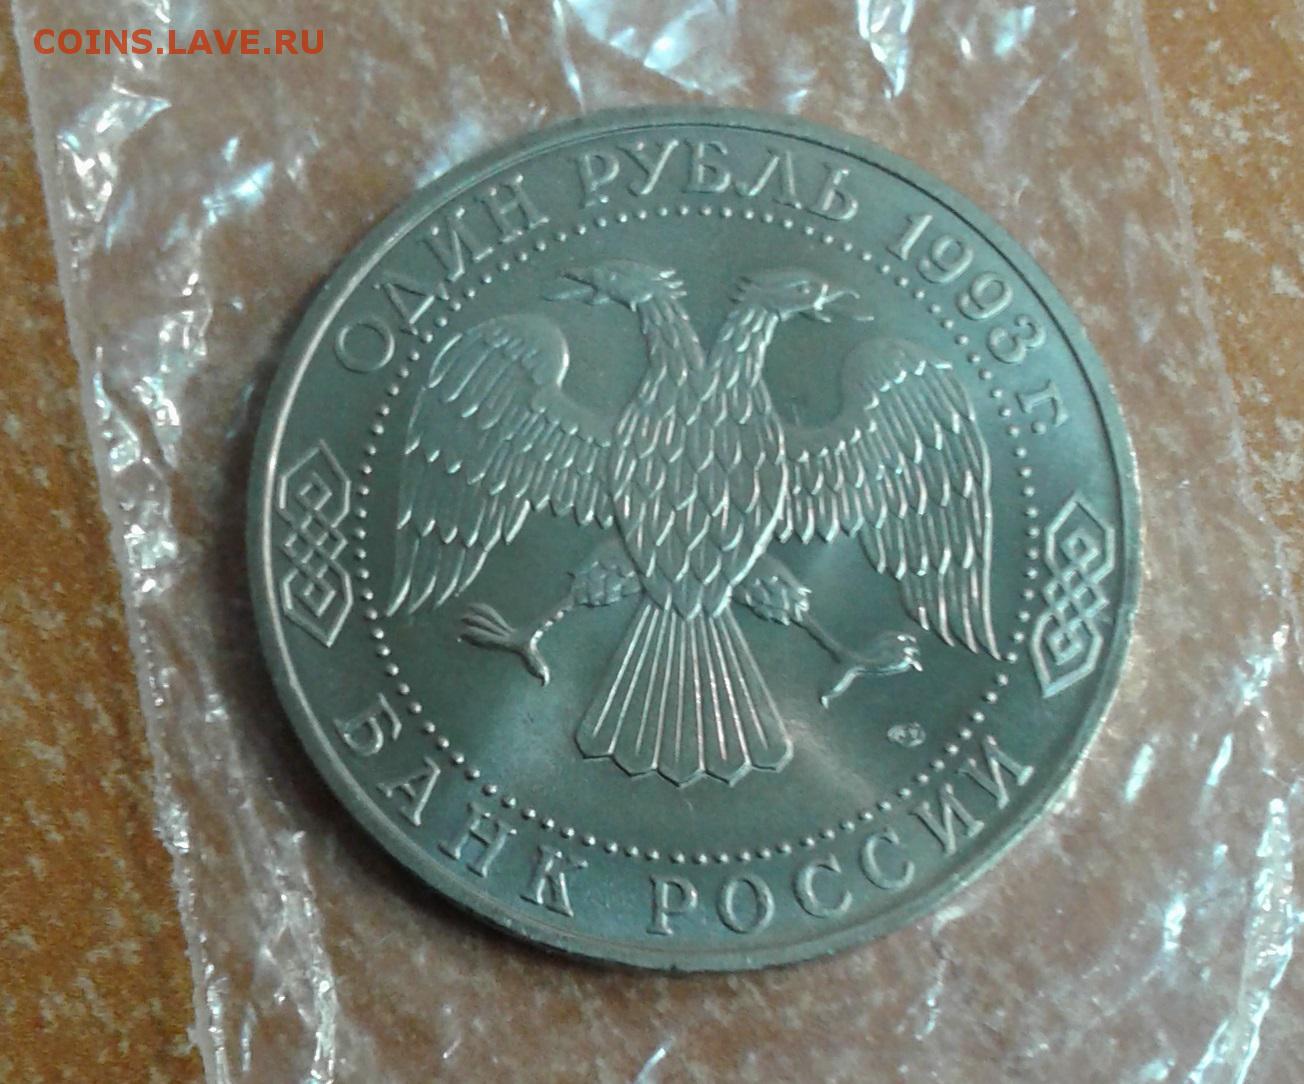 COINS.LAVE.RU
ОДИН РУБЛЬ 1993 г.
БАНК РОССИИ